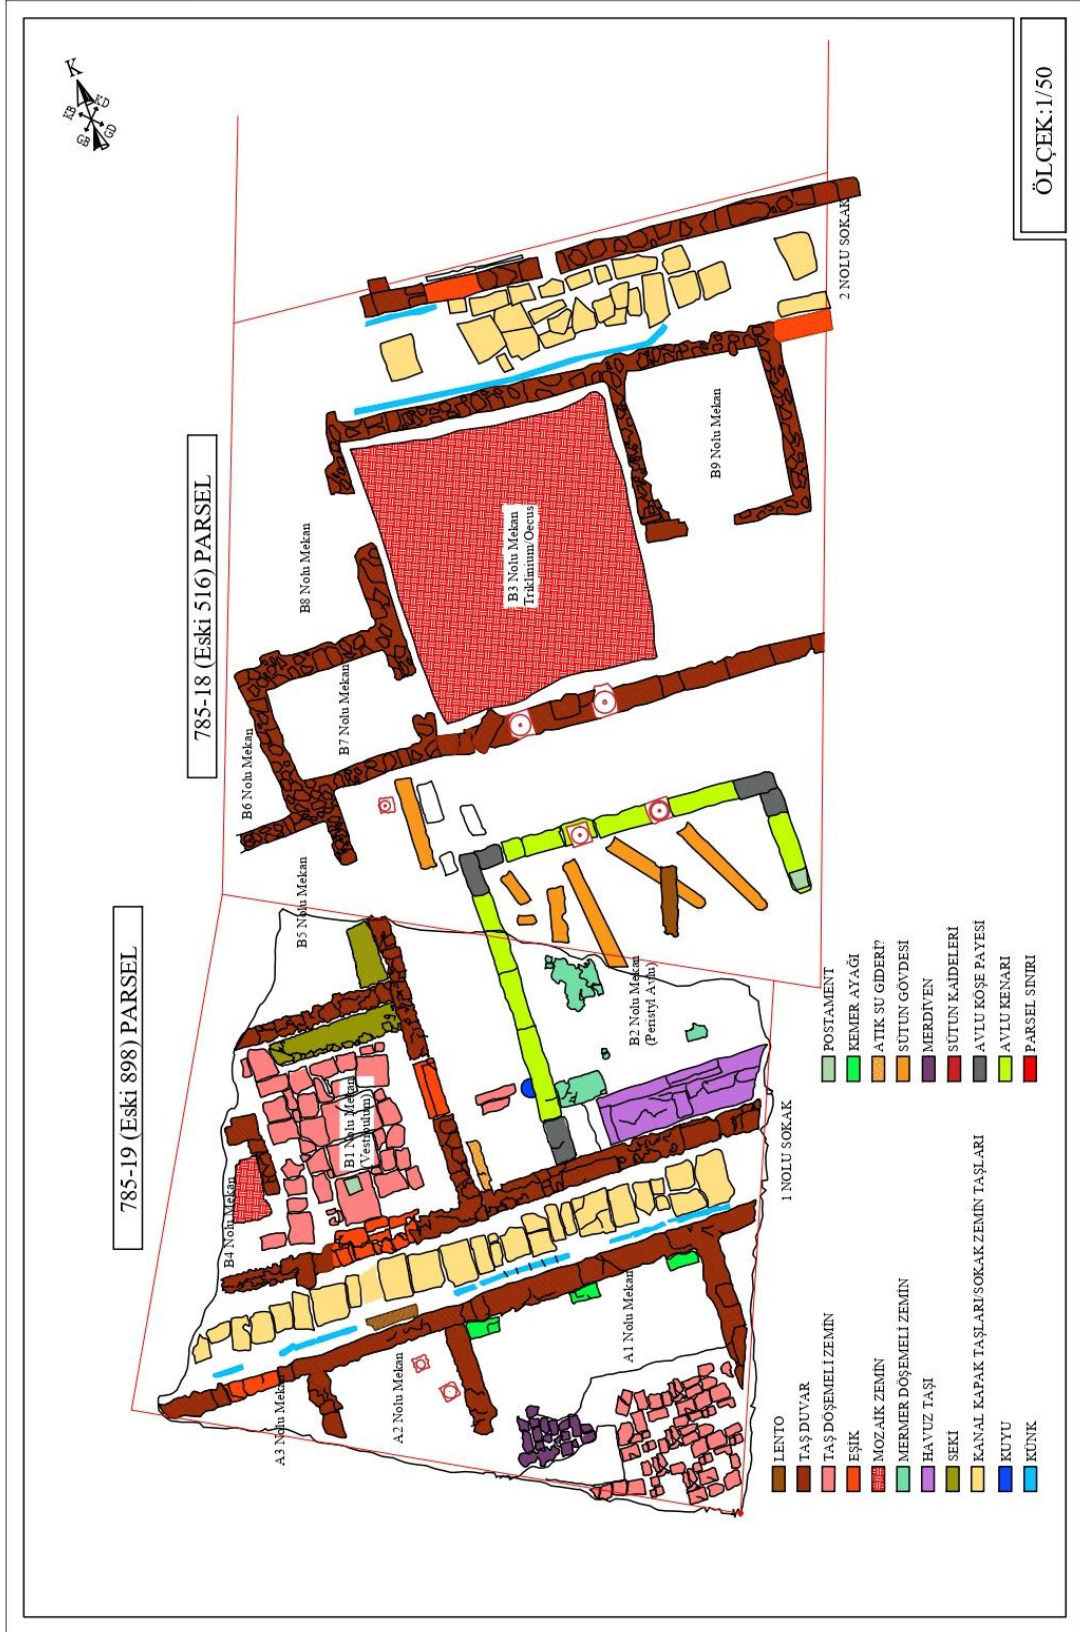 K
KB
KD
GB
GD
ÖLÇEK:1/50
785-18 (Eski 516) PARSEL
785-19 (Eski 898) PARSEL
2 NOLU SOKAK
B9 Nolu Mekan
B3 Nolu Mekan
Triklinium/Oecus
B8 Nolu Mekan
B7 Nolu Mekan
B6 Nolu Mekan
B5 Nolu Mekan
B2 Nolu Mekan
(Peristyl Avlu)
B1 Nolu Mekan
(Vestibulum)
B4 Nolu Mekan
1 NOLU SOKAK
A1 Nolu Mekan
A2 Nolu Mekan
A3 Nolu Mekan
LENTO
TAŞ DUVAR
TAŞ DÖŞEMELİ ZEMİN
EŞİK
MOZAİK ZEMİN
MERMER DÖŞEMELİ ZEMİN
HAVUZ TAŞI
SEKİ
KANAL KAPAK TAŞLARI/SOKAK ZEMİN TAŞLARI
KUYU
KÜNK
POSTAMENT
KEMER AYAĞI
ATIK SU GİDERİ?
SÜTUN GÖVDESİ
MERDİVEN
SÜTUN KAİDELERİ
AVLU KÖŞE PAYESİ
AVLU KENARI
PARSEL SINIRI